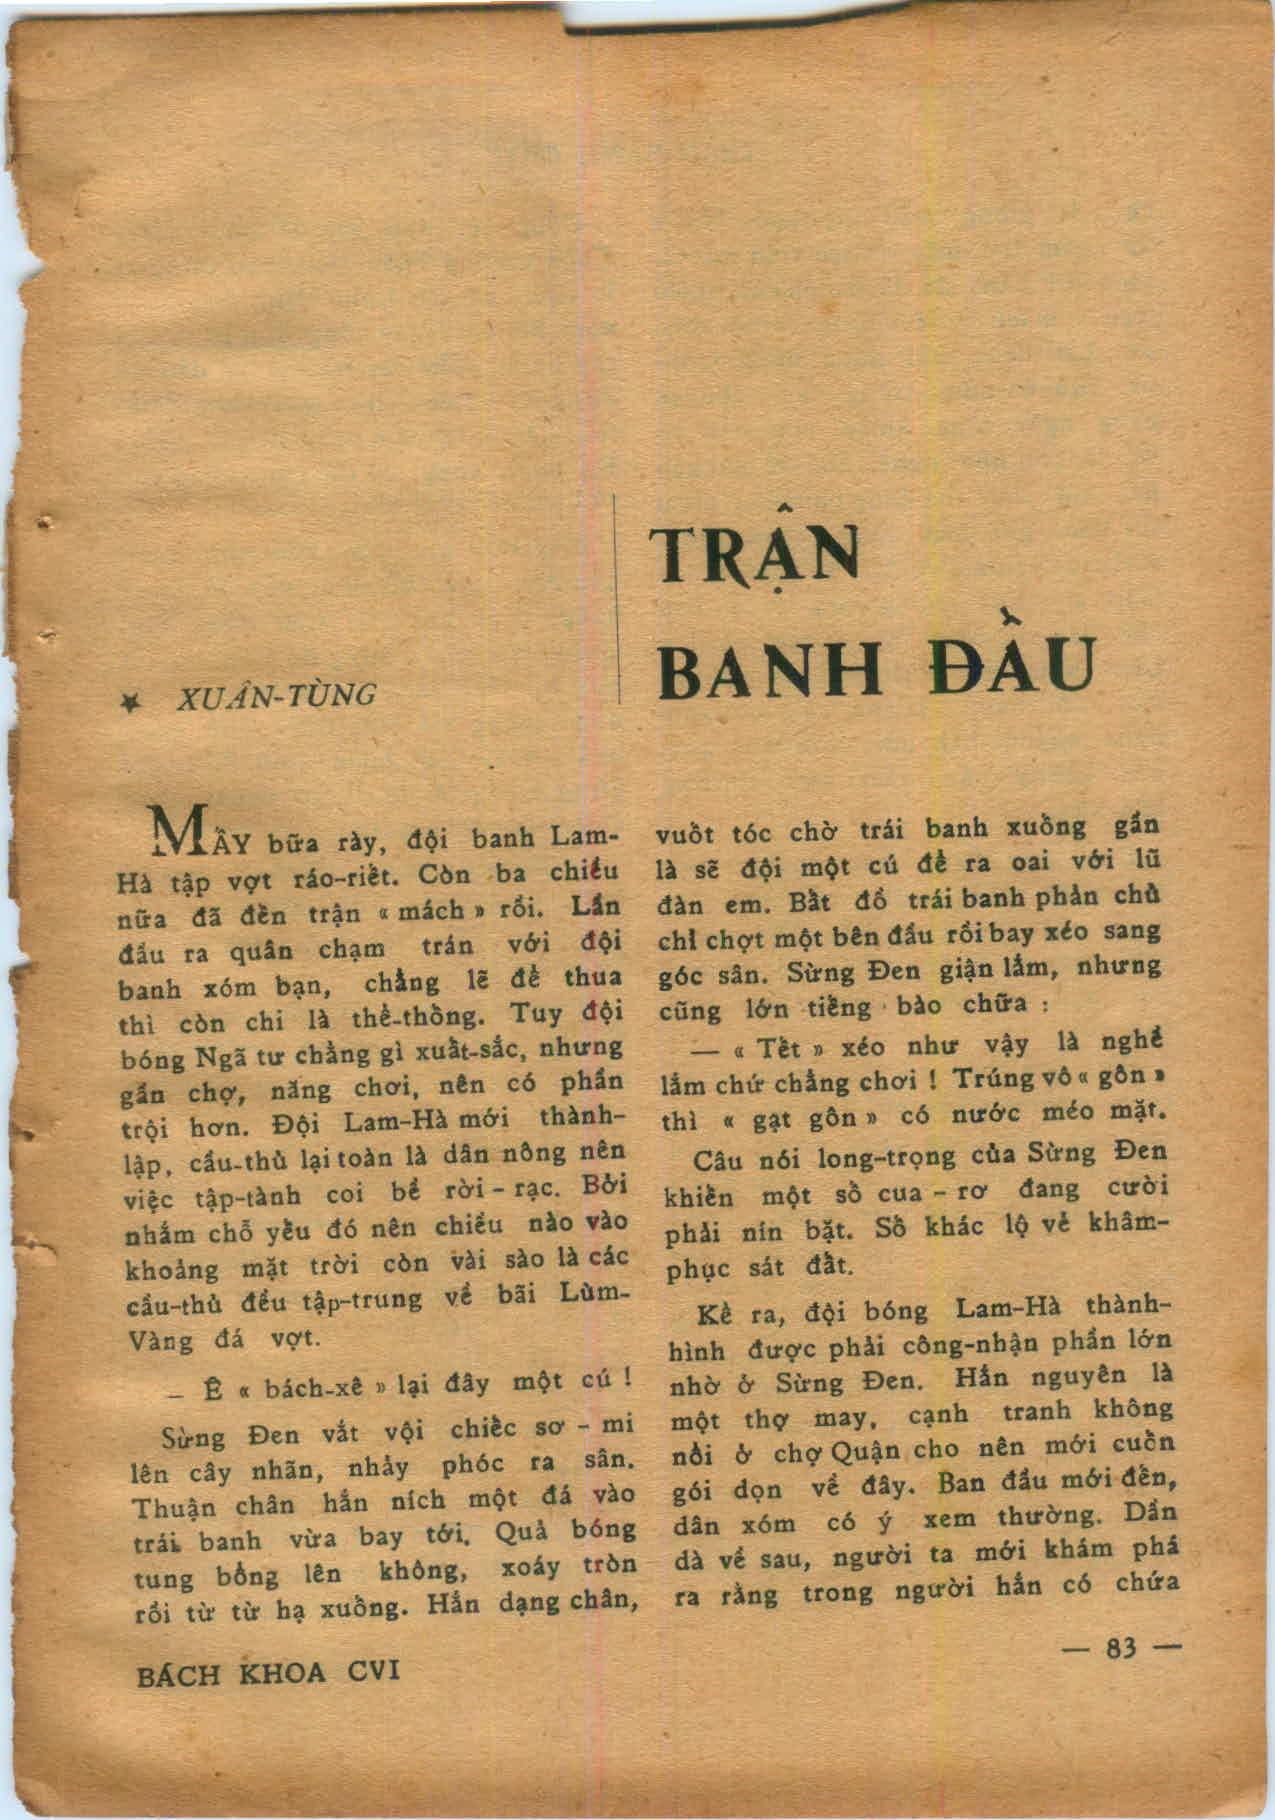 TRẬN
BANH ĐẦU
★ XUÂN-TÙNG
MẤY bữa rày, đội banh Lam-
Hà tập vợt ráo-riết. Còn ba chiều
nữa đã đến trận « mách » rồi. Lần
đầu ra quân chạm trán với đội
banh xóm bạn, chẳng lẽ để thua
thì còn chi là thể-thống. Tuy đội
bóng Ngã tư chẳng gì xuất-sắc, nhưng
gần chợ, năng chơi, nên có phần
trội hơn. Đội Lam-Hà mới thành-
lập, cầu-thủ lại toàn là dân nông nên
việc tập-tành coi bề rời-rạc. Bởi
nhằm chỗ yếu đó nên chiều nào vào
khoảng mặt trời còn vài sào là các
cầu-thủ đều tập-trung về bãi Lùm-
Vàng đá vợt.
— Ê « bách-xê » lại đây một cú !
Sừng Đen vắt vội chiếc sơ-mi
lên cây nhãn, nhảy phóc ra sân.
Thuận chân hắn ních một đá vào
trái banh vừa bay tới. Quả bóng
tung bổng lên không, xoáy tròn
rồi từ từ hạ xuống. Hắn dạng chân,
vuốt tóc chờ trái banh xuống gần
là sẽ đội một cú để ra oai với lũ
đàn em. Bất đồ trái banh phản chủ
chỉ chợt một bên đầu rồi bay xéo sang
góc sân. Sừng Đen giận lắm, nhưng
cũng lớn tiếng bào chữa :
— « Tết » xéo như vậy là nghề
lắm chứ chẳng chơi ! Trúng vô « gôn »
thì « gạt gôn » có nước méo mặt.
Câu nói long-trọng của Sừng Đen
khiến một số cua-rơ đang cười
phải nín bặt. Số khác lộ vẻ khâm-
phục sát đất.
Kể ra, đội bóng Lam-Hà thành-
hình được phải công-nhận phần lớn
nhờ ở Sừng Đen. Hắn nguyên là
một thợ may, cạnh tranh không
nổi ở chợ Quận cho nên mới cuốn
gói dọn về đây. Ban đầu mới đến,
dân xóm có ý xem thường. Dần
dà về sau, người ta mới khám phá
ra rằng trong người hắn có chứa
BÁCH KHOA CVI
— 83 —